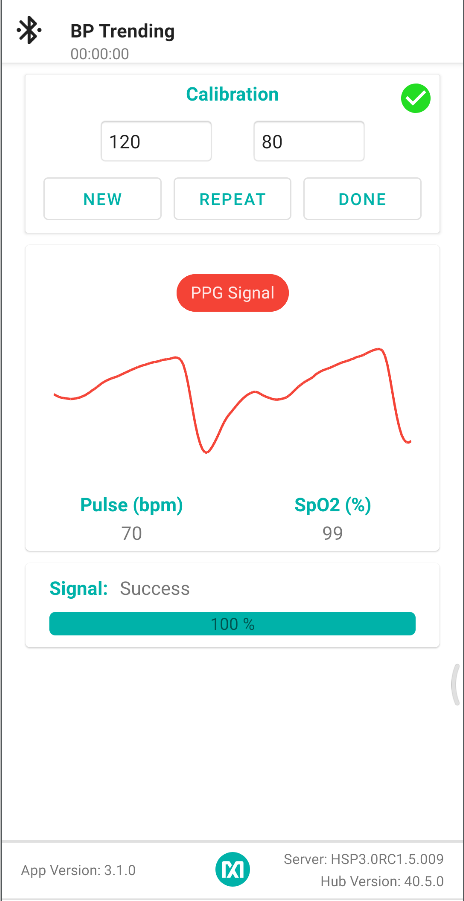 BP Trending
00:00:00
Calibration
120 80
NEW REPEAT DONE
PPG Signal
Pulse (bpm) SpO2 (%)
70 99
Signal: Success
100 %
App Version: 3.1.0
Server: HSP3.0RC1.5.009
Hub Version: 40.5.0